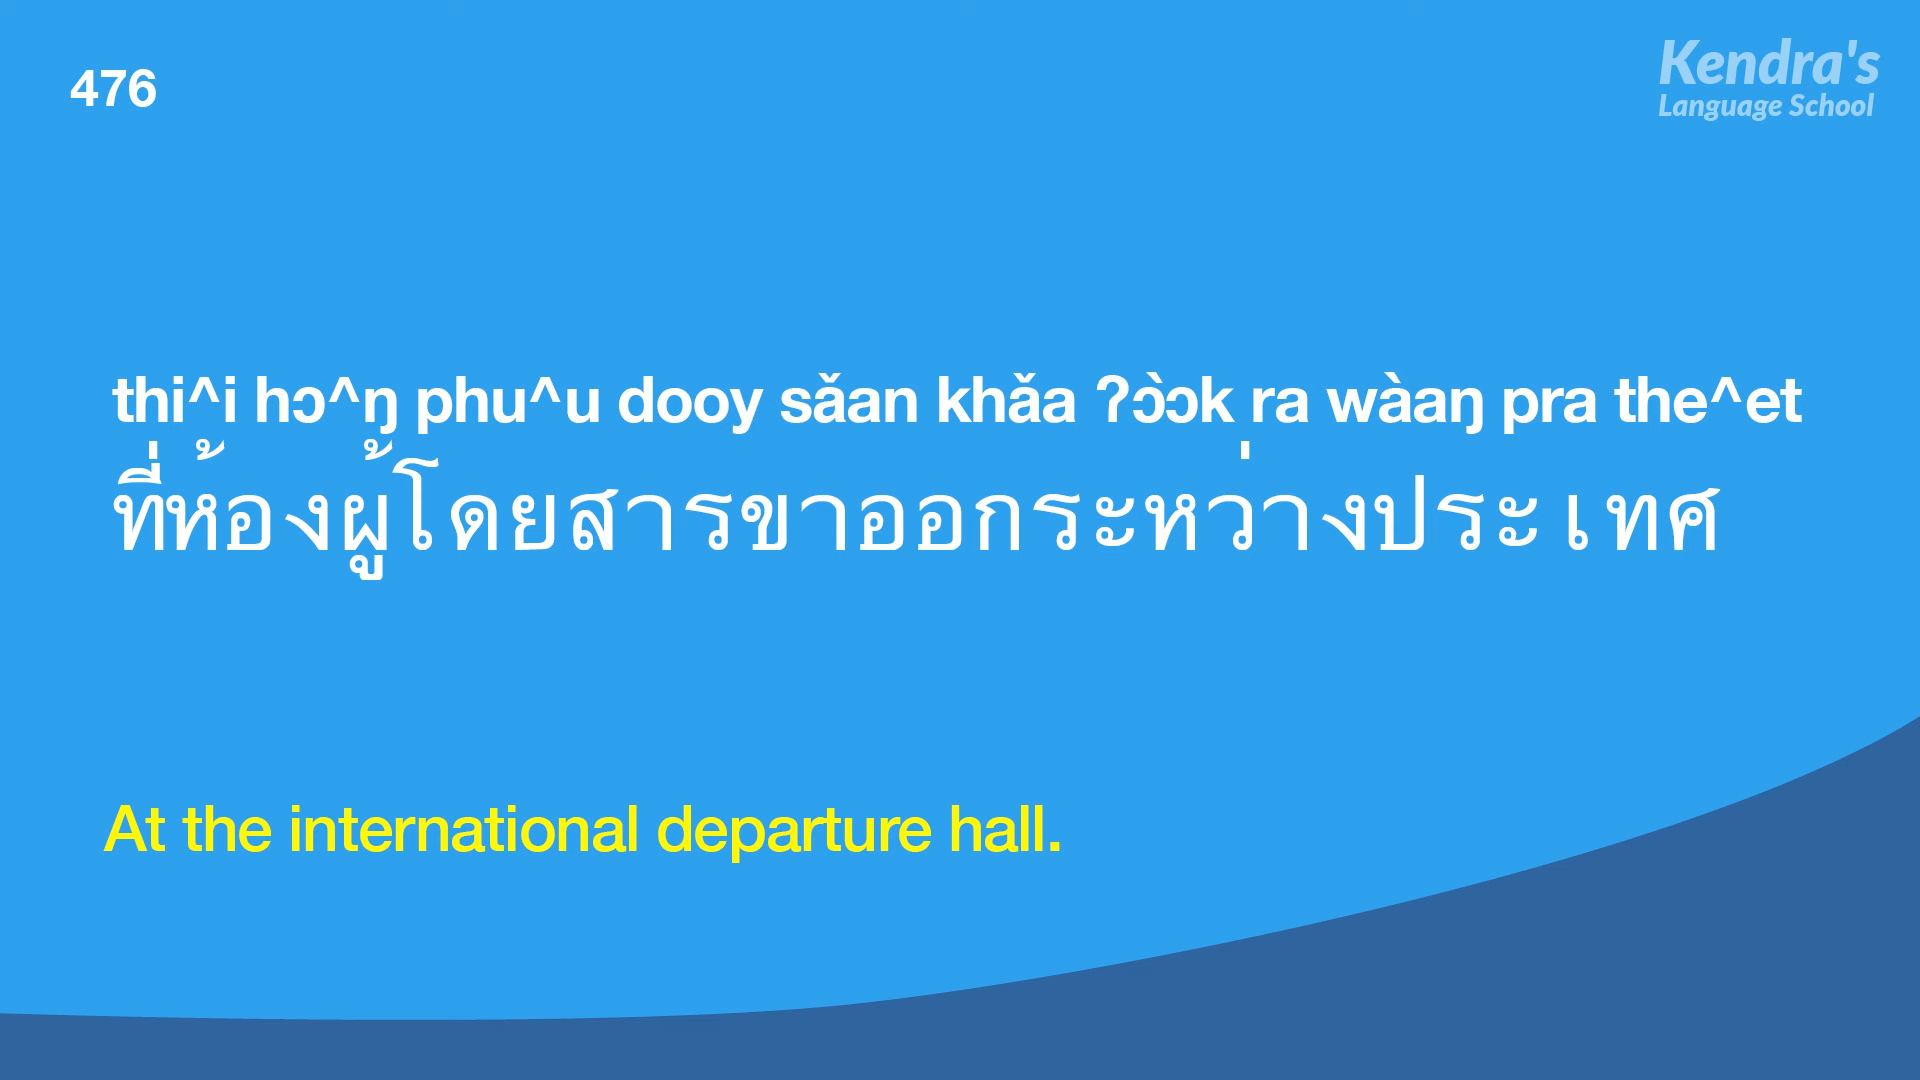 476
Kendra's
Language School
thi^i hɔ^ŋ phu^u dooy sǎan khǎa ʔɔ̀ɔk ra wàaŋ pra the^et
ที่ห้องผู้โดยสารขาออกระหว่างประเทศ
At the international departure hall.